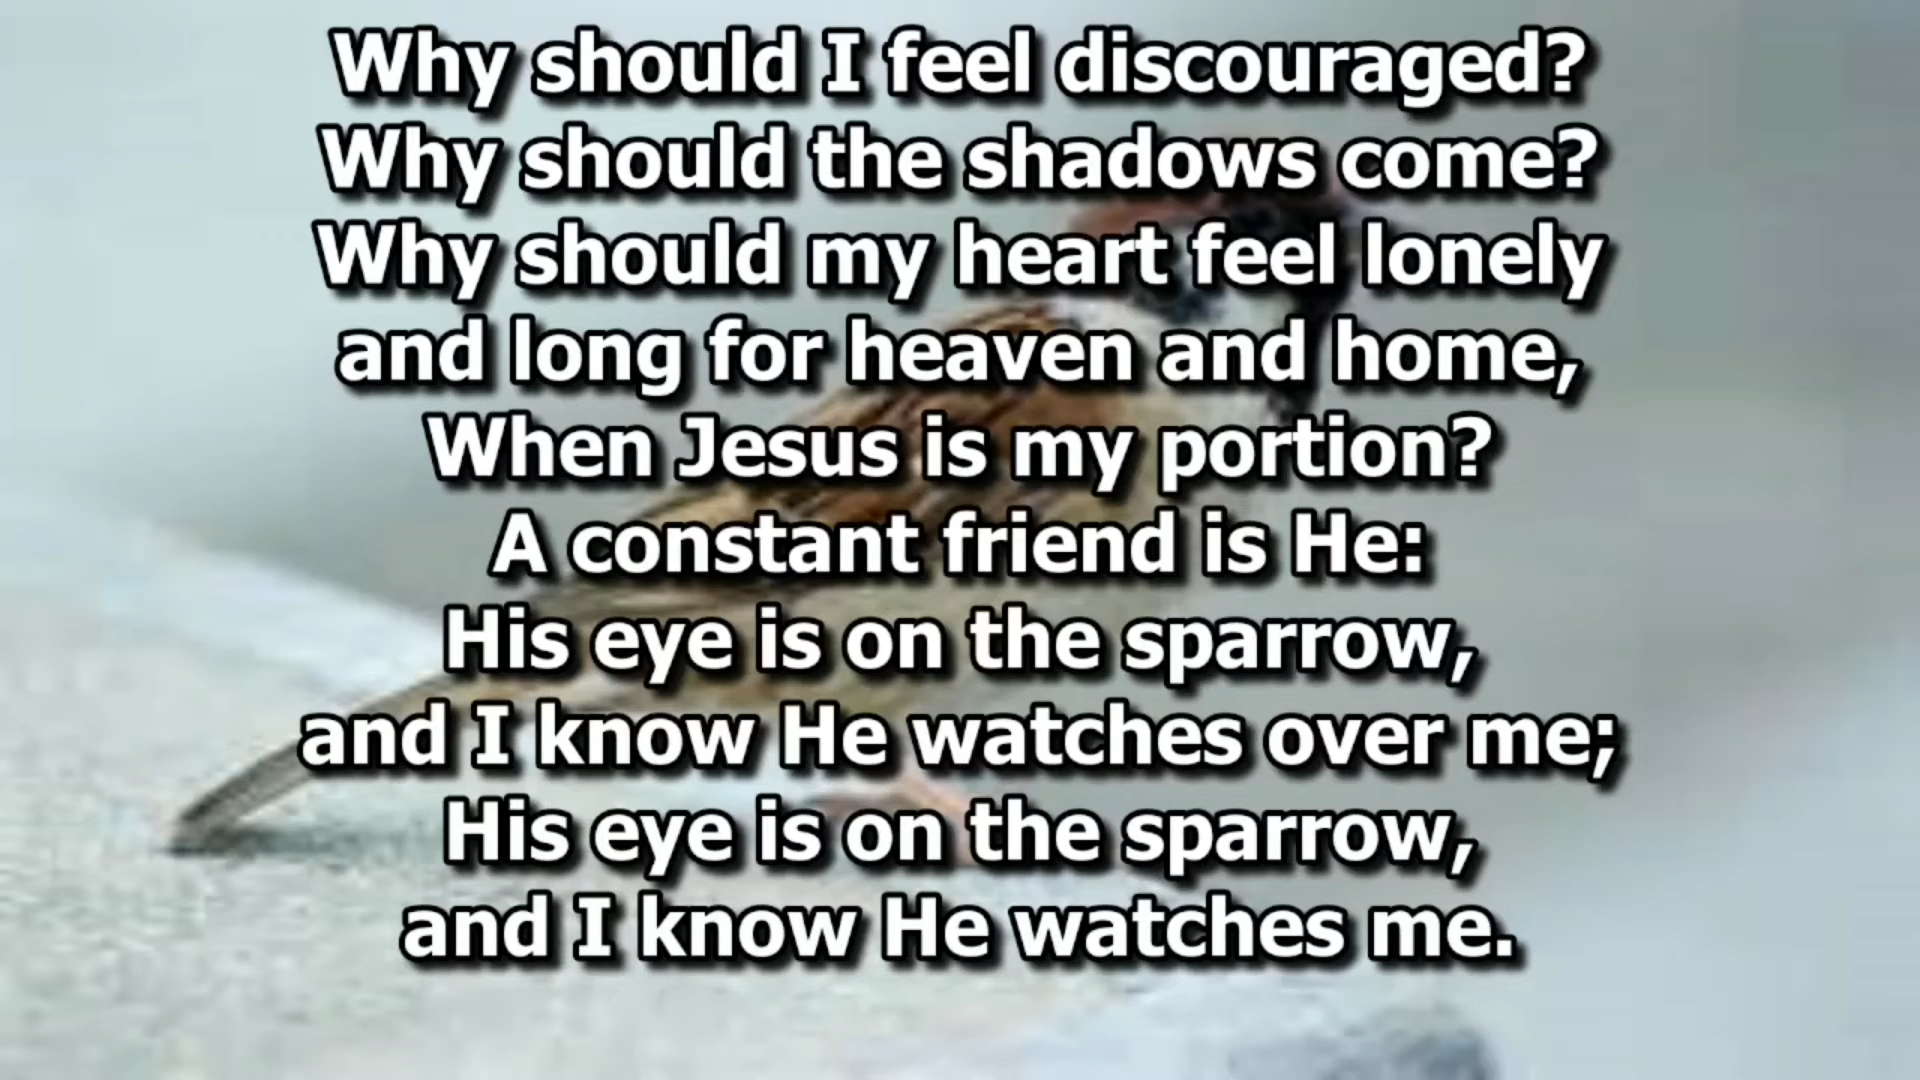 Why should I feel discouraged?
Why should the shadows come?
Why should my heart feel lonely
and long for heaven and home,
When Jesus is my portion?
A constant friend is He:
His eye is on the sparrow,
and I know He watches over me;
His eye is on the sparrow,
and I know He watches me.